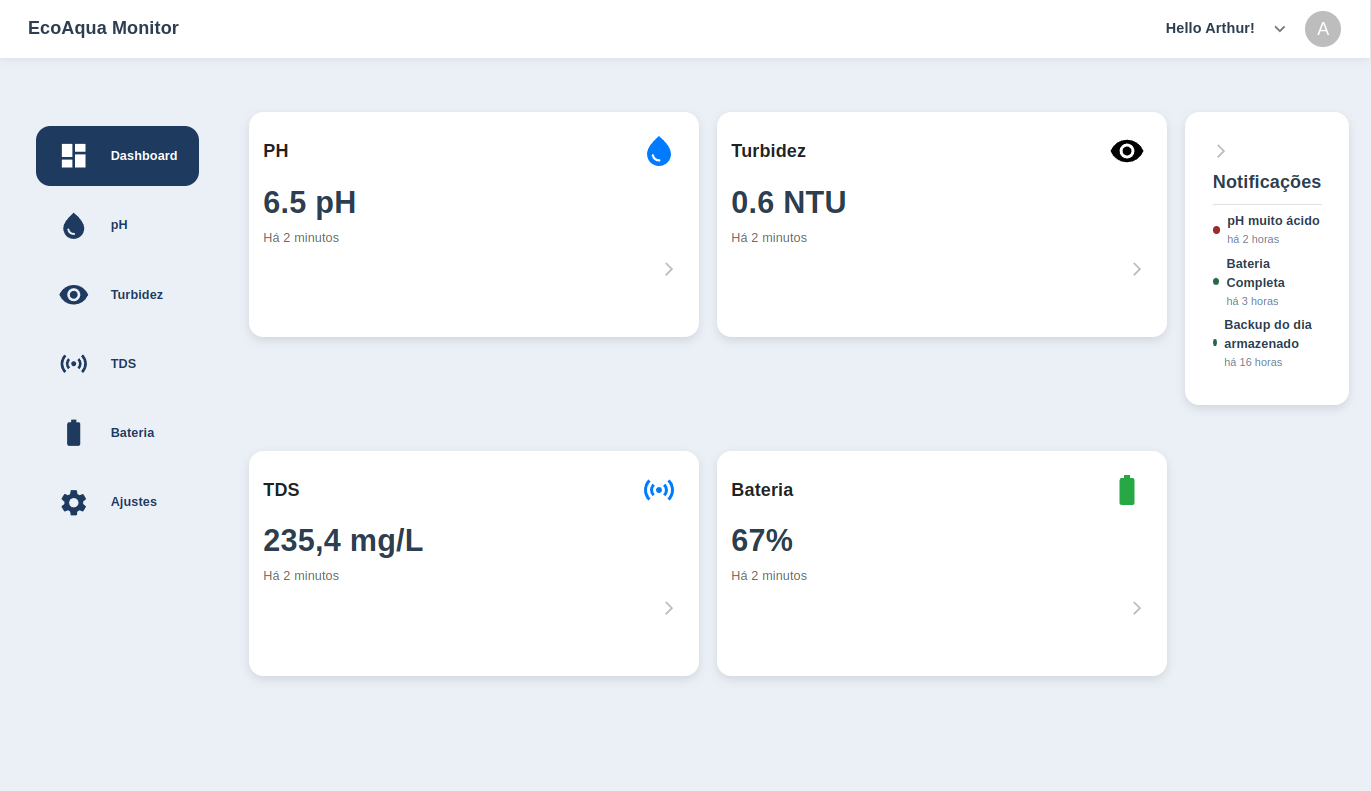 EcoAqua Monitor
Hello Arthur!
A
Dashboard
pH
Turbidez
TDS
Bateria
Ajustes
PH
6.5 pH
Há 2 minutos
Turbidez
0.6 NTU
Há 2 minutos
TDS
235,4 mg/L
Há 2 minutos
Bateria
67%
Há 2 minutos
Notificações
pH muito ácido
há 2 horas
Bateria
Completa
há 3 horas
Backup do dia
armazenado
há 16 horas